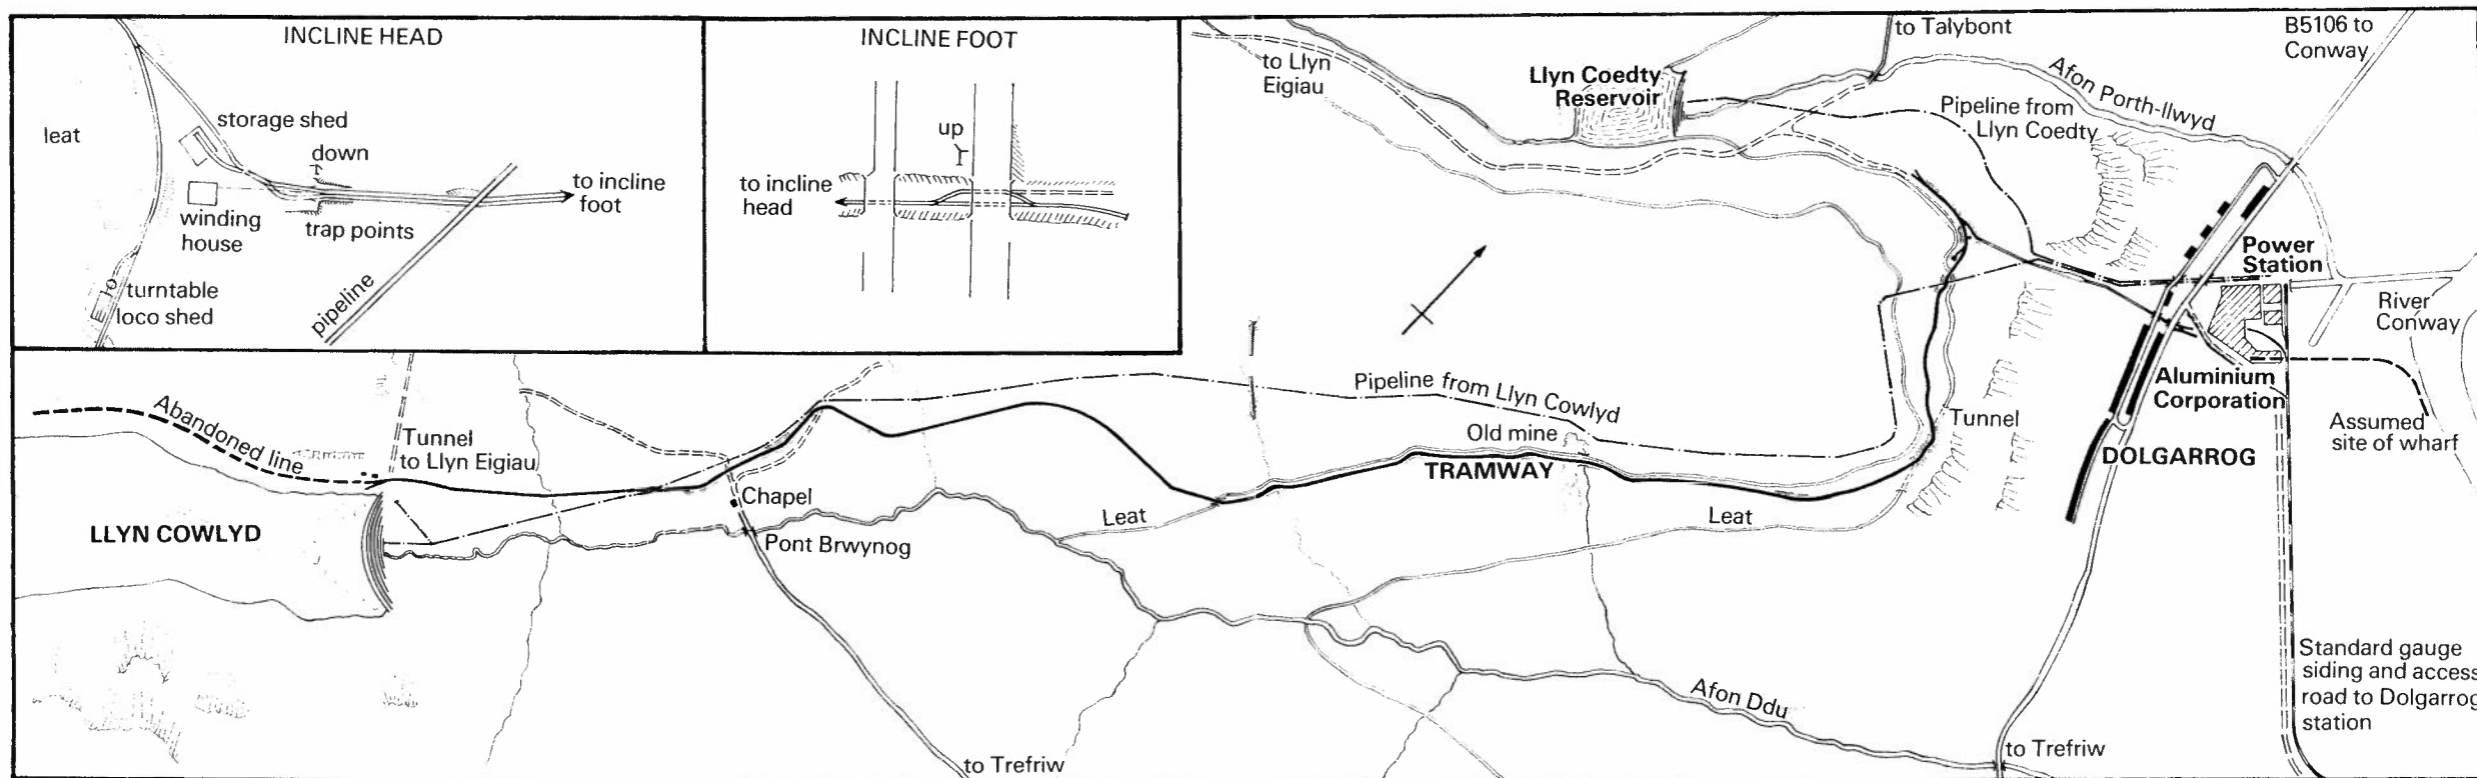 INCLINE HEAD
leat
storage shed
down
to incline
foot
winding
house
trap points
turntable
loco shed
pipeline
INCLINE FOOT
up
to incline
head
to Llyn
Eigiau
Llyn Coedty
Reservoir
to Talybont
B5106 to
Conway
Afon Porth-llwyd
Pipeline from
Llyn Coedty
Power
Station
River
Conway
Aluminium
Corporation
Assumed
site of wharf
Tunnel
DOLGARROG
Pipeline from Llyn Cowlyd
Old mine
TRAMWAY
Leat
Abandoned line
Tunnel
to Llyn Eigiau
LLYN COWLYD
Chapel
Pont Brwynog
Leat
Afon Ddu
to Trefriw
to Trefriw
Standard gauge
siding and access
road to Dolgarrog
station